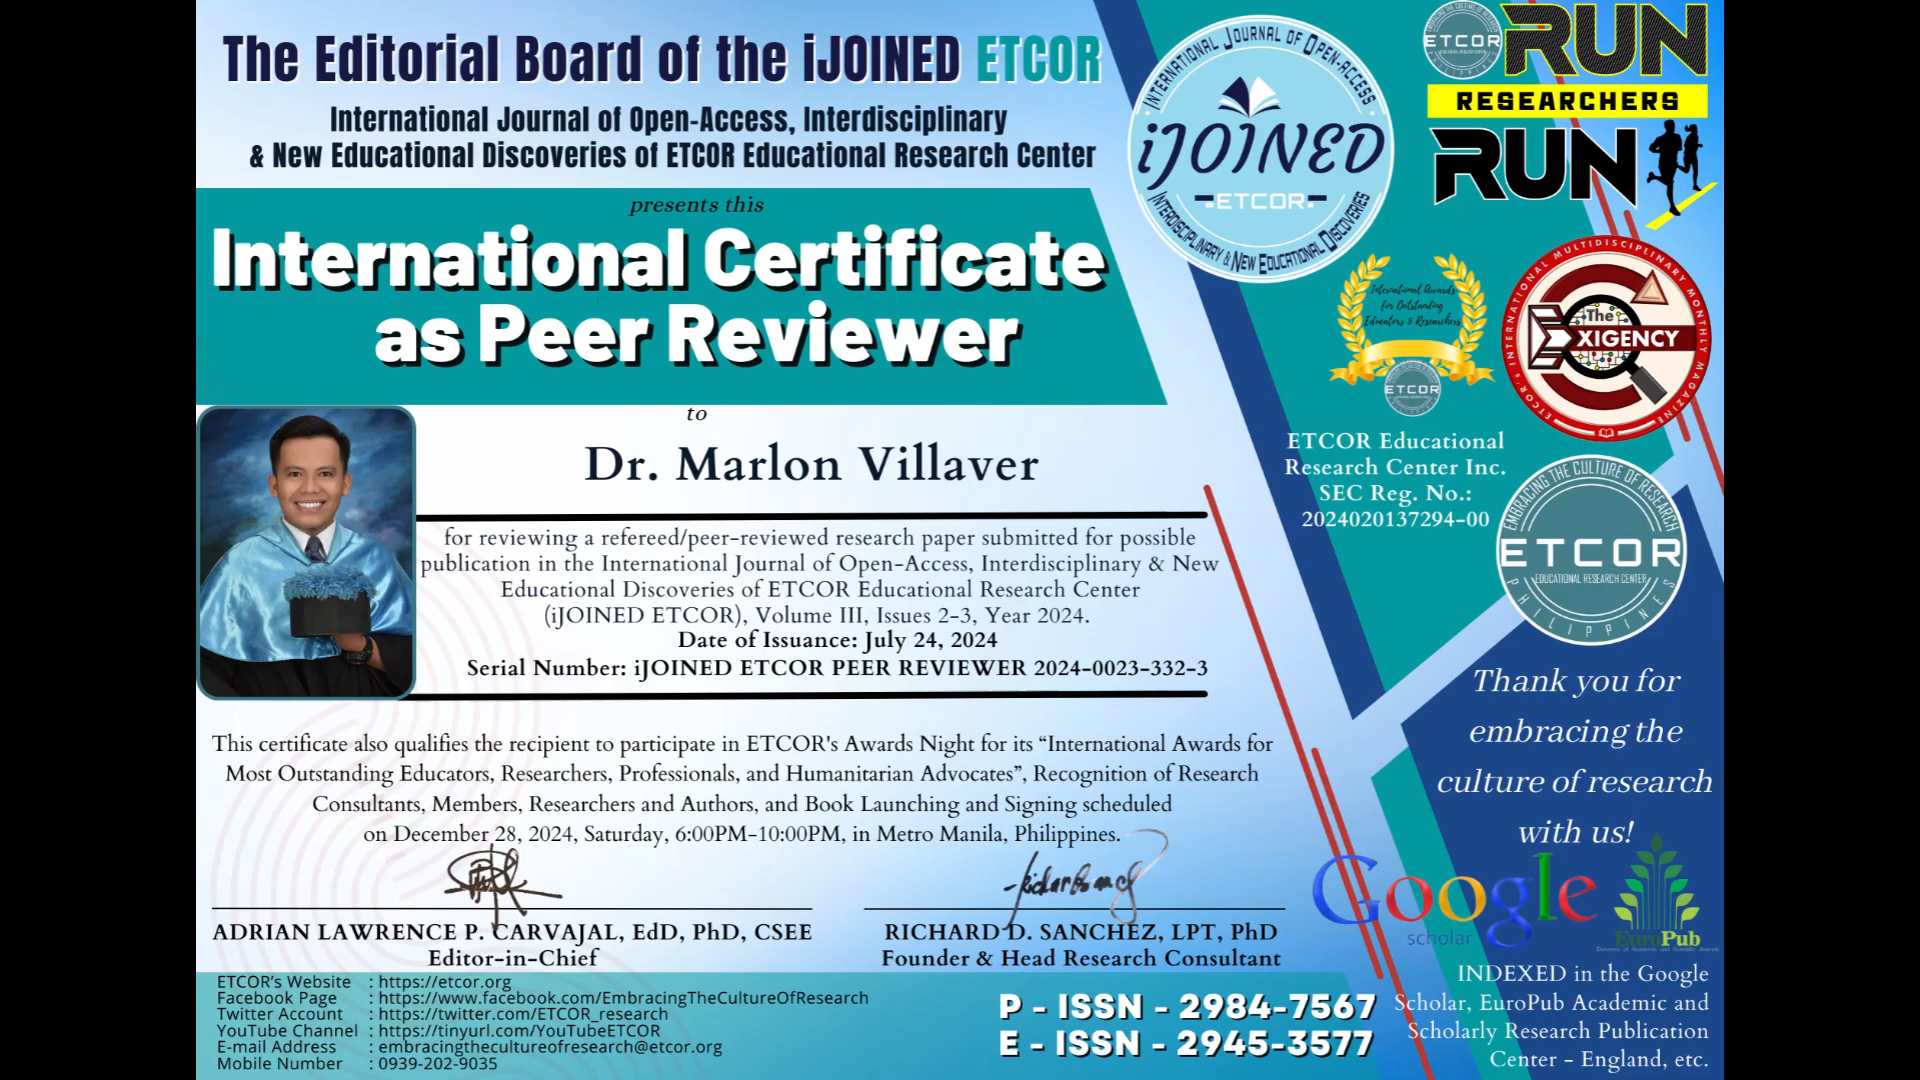 The Editorial Board of the iJOINED ETCOR
International Journal of Open-Access, Interdisciplinary
& New Educational Discoveries of ETCOR Educational Research Center
presents this
International Certificate
as Peer Reviewer
to
Dr. Marlon Villaver
for reviewing a refereed/peer-reviewed research paper submitted for possible
publication in the International Journal of Open-Access, Interdisciplinary & New
Educational Discoveries of ETCOR Educational Research Center
(iJOINED ETCOR), Volume III, Issues 2-3, Year 2024.
Date of Issuance: July 24, 2024
Serial Number: iJOINED ETCOR PEER REVIEWER 2024-0023-332-3
This certificate also qualifies the recipient to participate in ETCOR's Awards Night for its “International Awards for
Most Outstanding Educators, Researchers, Professionals, and Humanitarian Advocates”, Recognition of Research
Consultants, Members, Researchers and Authors, and Book Launching and Signing scheduled
on December 28, 2024, Saturday, 6:00PM-10:00PM, in Metro Manila, Philippines.
ADRIAN LAWRENCE P. CARVAJAL, EdD, PhD, CSEE
Editor-in-Chief
RICHARD D. SANCHEZ, LPT, PhD
Founder & Head Research Consultant
ETCOR's Website : https://etcor.org
Facebook Page : https://www.facebook.com/EmbracingTheCultureOfResearch
Twitter Account : https://twitter.com/ETCOR_research
YouTube Channel : https://tinyurl.com/YouTubeETCOR
E-mail Address : embracingthecultureofresearch@etcor.org
Mobile Number : 0939-202-9035
P - ISSN - 2984-7567
E - ISSN - 2945-3577
INTERNATIONAL JOURNAL OF OPEN-ACCESS
iJOINED
ETCOR
INTERDISCIPLINARY & NEW EDUCATIONAL DISCOVERIES
ETCOR
RUN
RESEARCHERS
RUN
International Awards
for Outstanding
Educators & Researchers
ETCOR
ETCOR's INTERNATIONAL MULTIDISCIPLINARY MONTHLY MAGAZINE
The
EXIGENCY
ETCOR Educational
Research Center Inc.
SEC Reg. No.:
2024020137294-00
EMBRACING THE CULTURE OF RESEARCH
ETCOR
EDUCATIONAL RESEARCH CENTER
PHILIPPINES
Thank you for
embracing the
culture of research
with us!
Google
scholar
EuroPub
INDEXED in the Google
Scholar, EuroPub Academic and
Scholarly Research Publication
Center - England, etc.